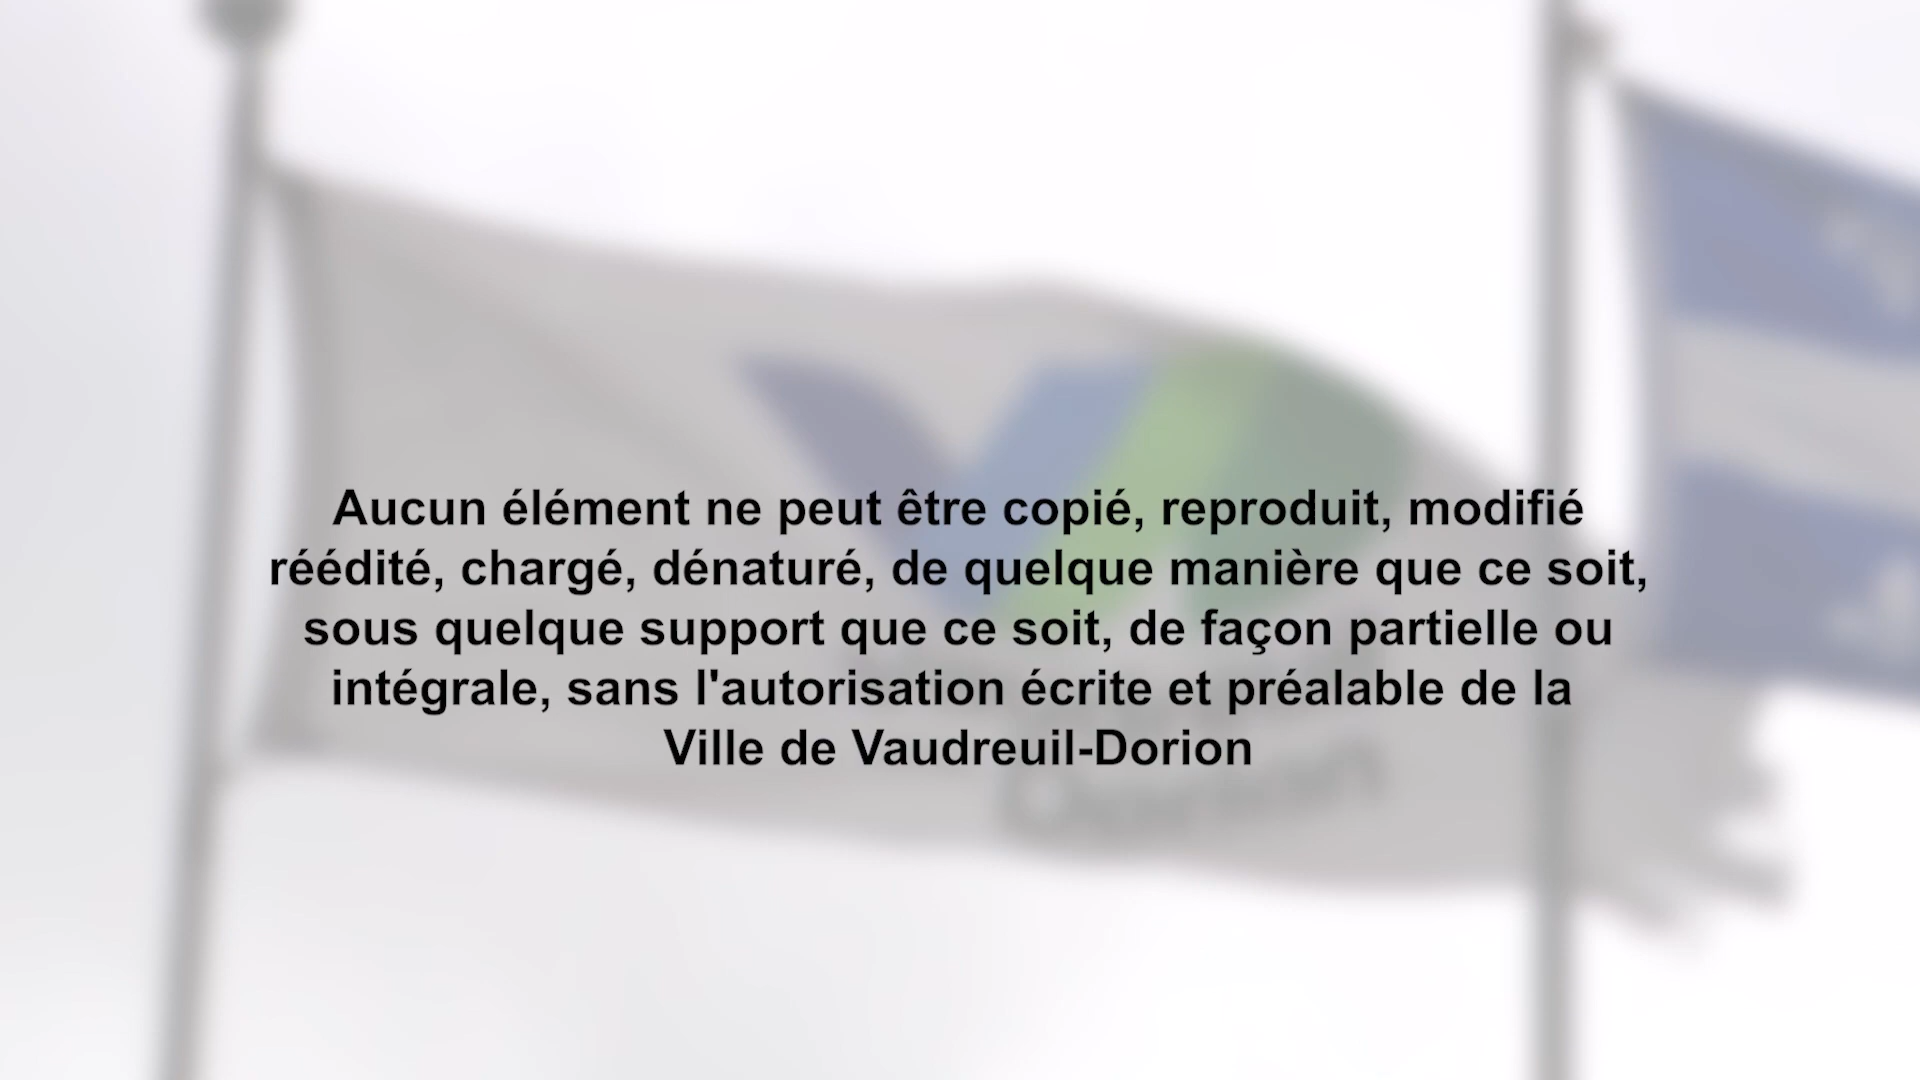 Aucun élément ne peut être copié, reproduit, modifié
réédité, chargé, dénaturé, de quelque manière que ce soit,
sous quelque support que ce soit, de façon partielle ou
intégrale, sans l'autorisation écrite et préalable de la
Ville de Vaudreuil-Dorion
Dorion